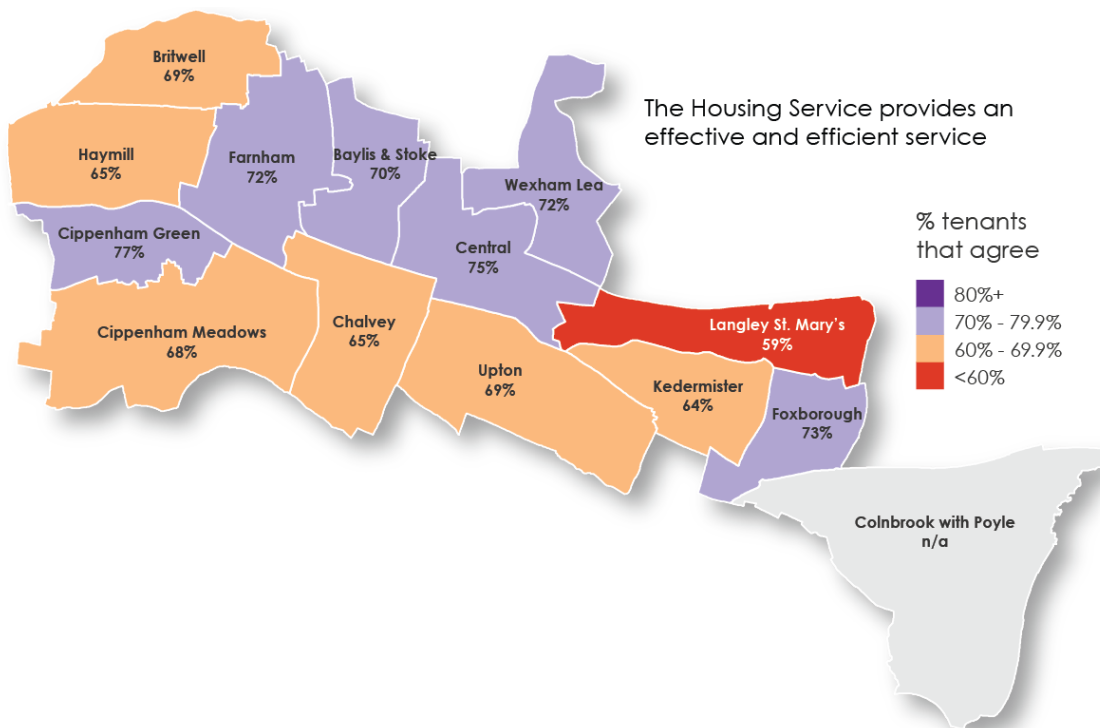 Britwell
69%
The Housing Service provides an
effective and efficient service
Haymill
65%
Farnham
72%
Baylis & Stoke
70%
Wexham Lea
72%
Cippenham Green
77%
Central
75%
% tenants
that agree
80%+
70% - 79.9%
60% - 69.9%
<60%
Cippenham Meadows
68%
Chalvey
65%
Langley St. Mary's
59%
Upton
69%
Kedermister
64%
Foxborough
73%
Colnbrook with Poyle
n/a